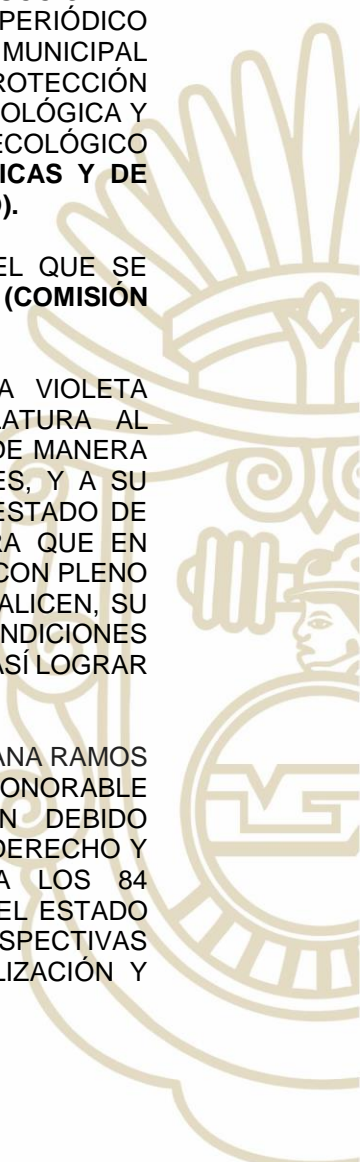 PERIÓDICO
MUNICIPAL
OLÓGICA Y
ECOLÓGICO
ICAS Y DE
EL QUE SE
(COMISIÓN
A VIOLETA
LATURA AL
DE MANERA
ES, Y A SU
ESTADO DE
RA QUE EN
CON PLENO
ALICEN, SU
NDICIONES
ASÍ LOGRAR
ANA RAMOS
ONORABLE
N DEBIDO
DERECHO Y
A LOS 84
EL ESTADO
SPECTIVAS
LIZACIÓN Y